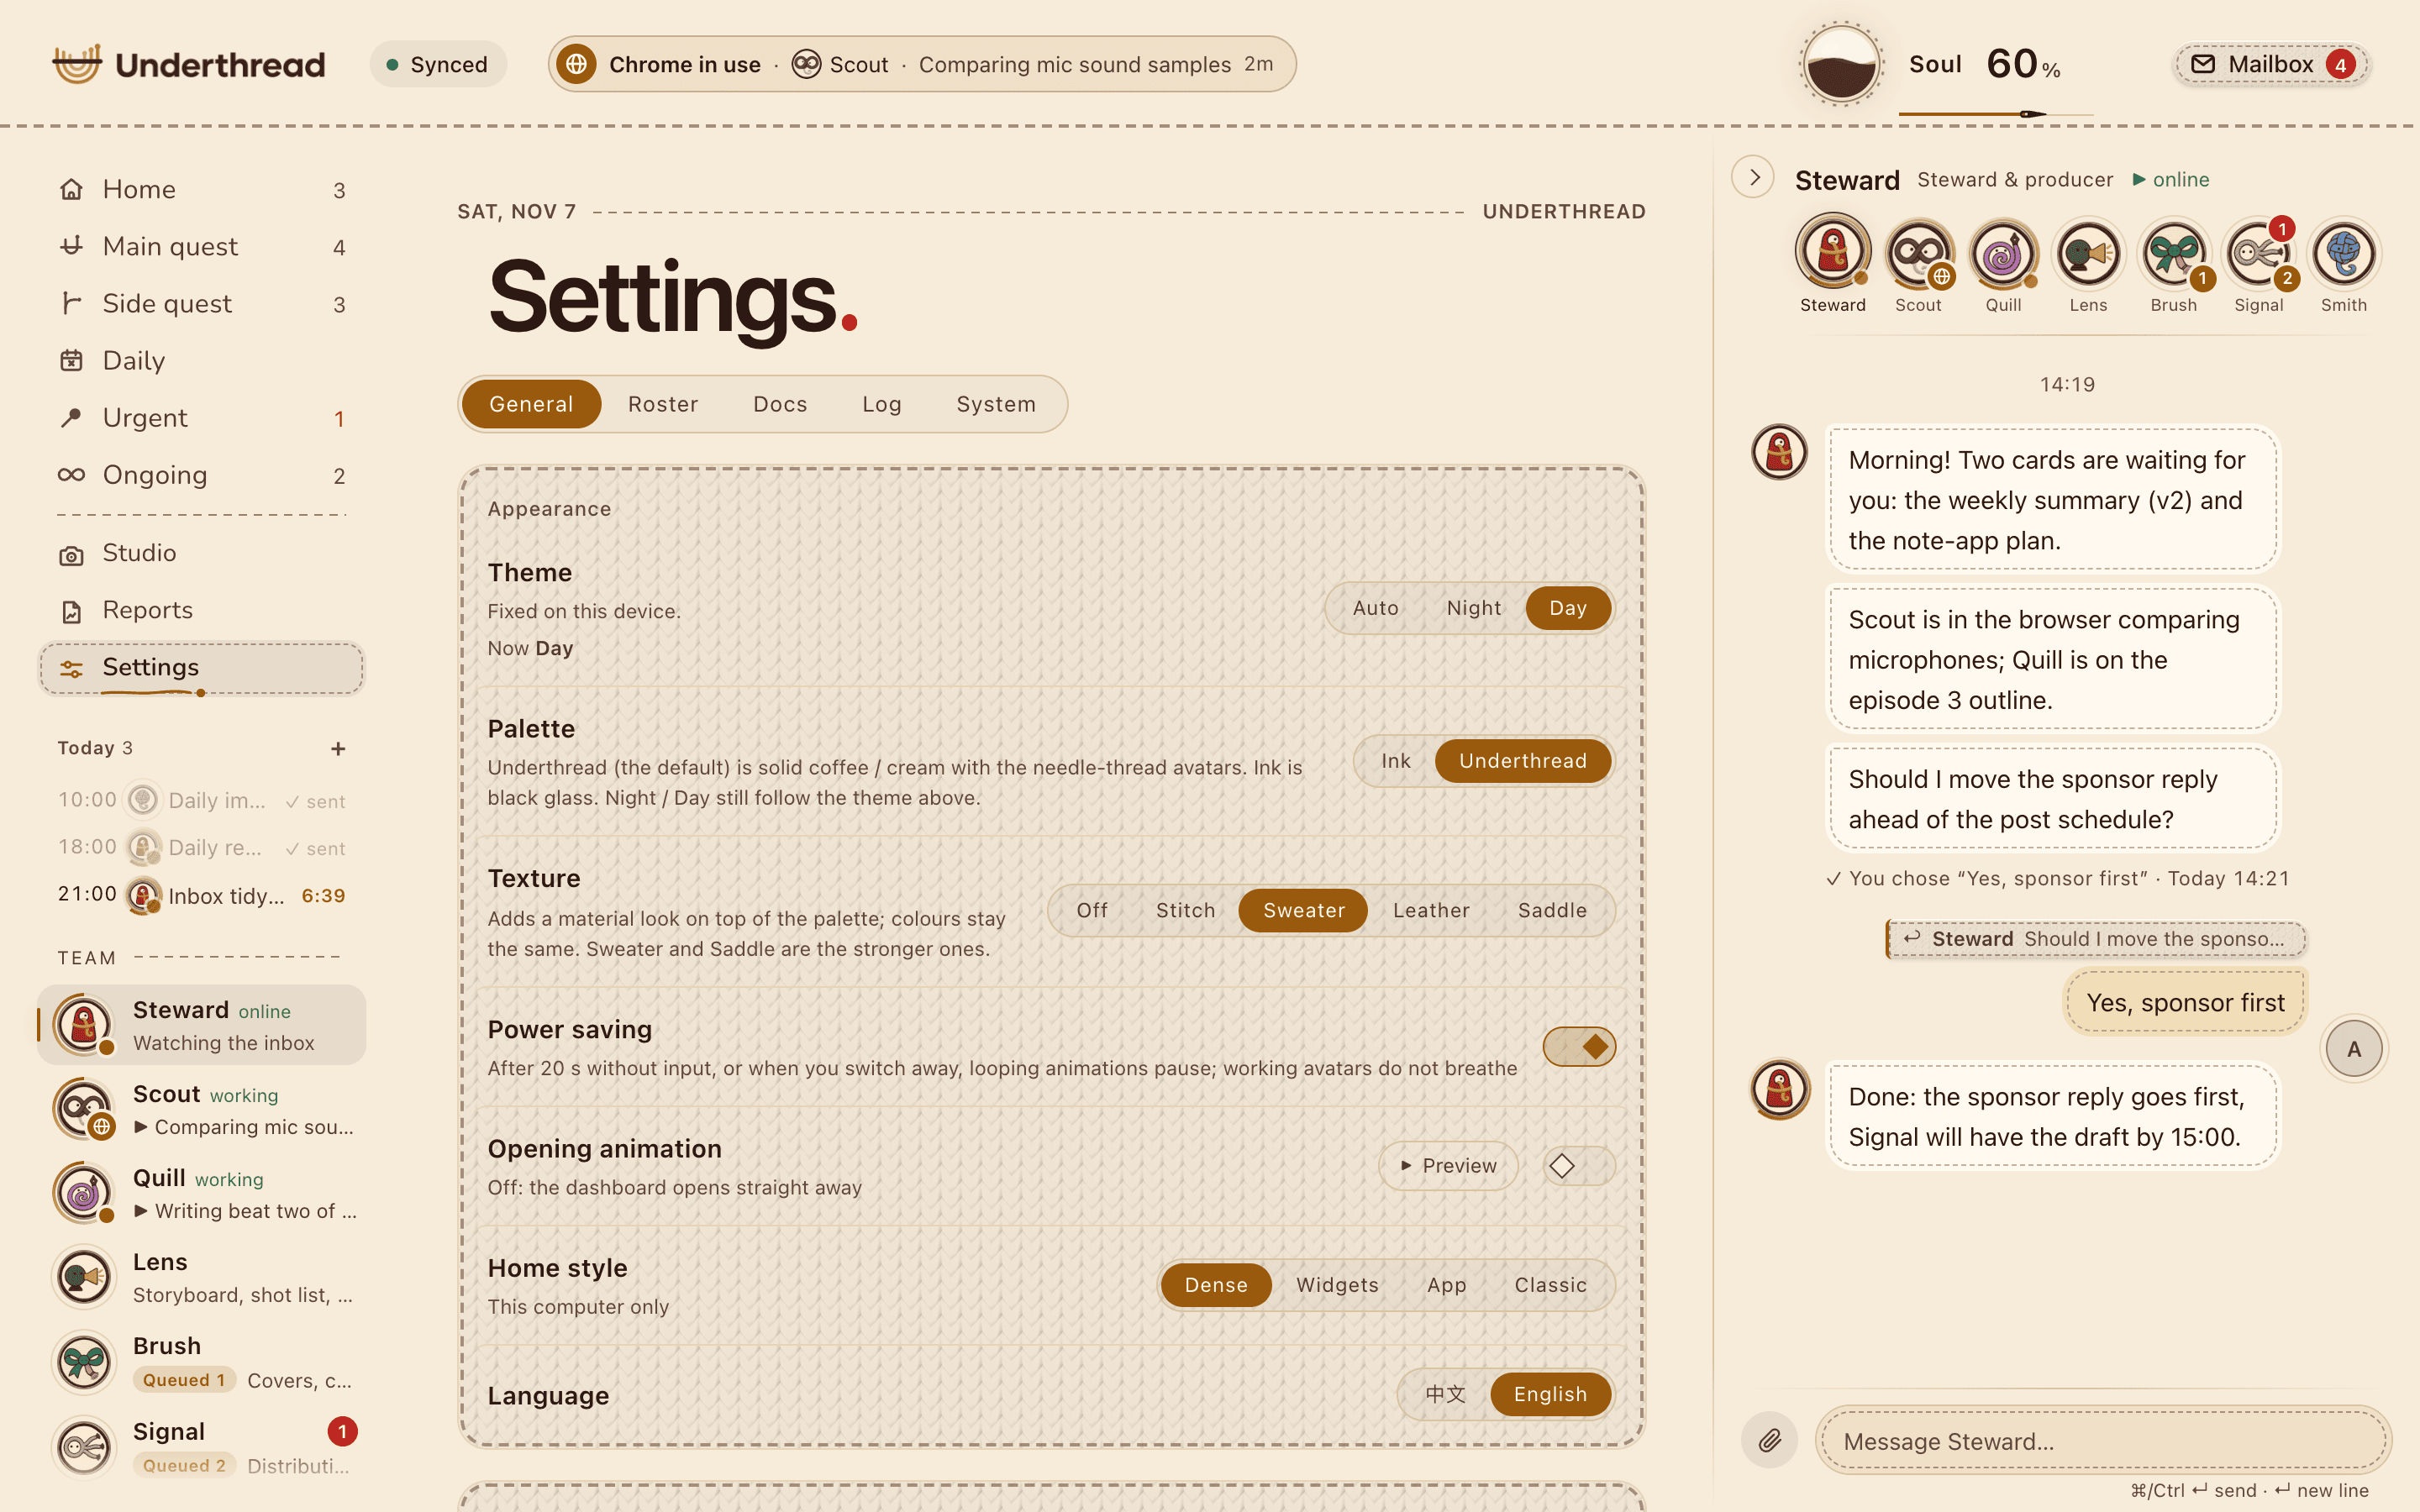 Underthread
Synced
Chrome in use · Scout · Comparing mic sound samples 2m
Soul 60%
Mailbox 4
Home 3
Main quest 4
Side quest 3
Daily
Urgent 1
Ongoing 2
Studio
Reports
Settings
Today 3 +
10:00 Daily im... ✓ sent
18:00 Daily re... ✓ sent
21:00 Inbox tidy... 6:39
TEAM
Steward online
Watching the inbox
Scout working
Comparing mic sou...
Quill working
Writing beat two of ...
Lens
Storyboard, shot list, ...
Brush
Queued 1 Covers, c...
Signal 1
Queued 2 Distributi...
SAT, NOV 7
UNDERTHREAD
Settings.
General Roster Docs Log System
Appearance
Theme
Fixed on this device.
Now Day
Auto Night Day
Palette
Underthread (the default) is solid coffee / cream with the needle-thread avatars. Ink is
black glass. Night / Day still follow the theme above.
Ink Underthread
Texture
Adds a material look on top of the palette; colours stay
the same. Sweater and Saddle are the stronger ones.
Off Stitch Sweater Leather Saddle
Power saving
After 20 s without input, or when you switch away, looping animations pause; working avatars do not breathe
Opening animation
Off: the dashboard opens straight away
Preview
Home style
This computer only
Dense Widgets App Classic
Language
中文 English
Steward Steward & producer online
1
1
2
Steward Scout Quill Lens Brush Signal Smith
14:19
Morning! Two cards are waiting for
you: the weekly summary (v2) and
the note-app plan.
Scout is in the browser comparing
microphones; Quill is on the
episode 3 outline.
Should I move the sponsor reply
ahead of the post schedule?
✓ You chose “Yes, sponsor first” · Today 14:21
Steward Should I move the sponso...
Yes, sponsor first
A
Done: the sponsor reply goes first,
Signal will have the draft by 15:00.
Message Steward...
⌘/Ctrl ↵ send · ↵ new line